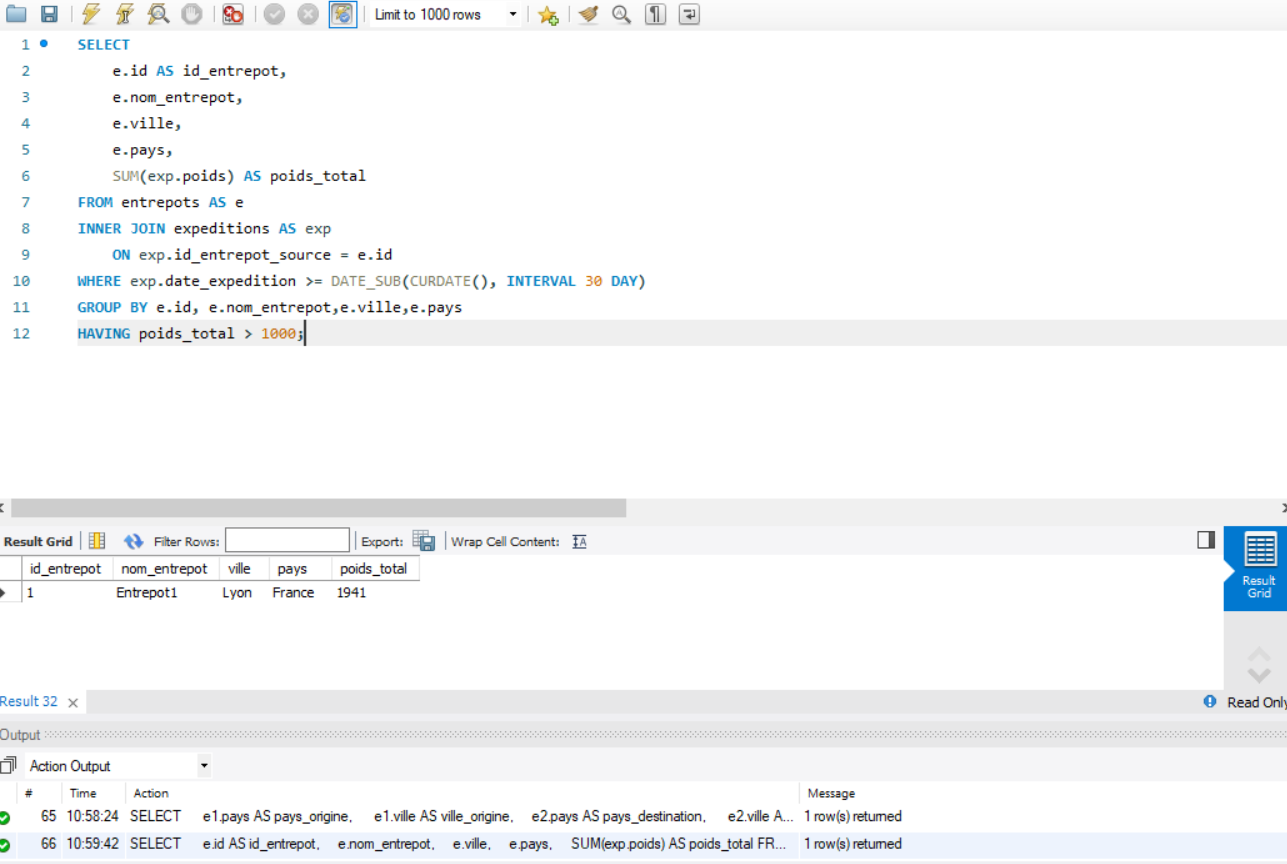 Limit to 1000 rows
1 SELECT
2 e.id AS id_entrepot,
3 e.nom_entrepot,
4 e.ville,
5 e.pays,
6 SUM(exp.poids) AS poids_total
7 FROM entrepots AS e
8 INNER JOIN expeditions AS exp
9 ON exp.id_entrepot_source = e.id
10 WHERE exp.date_expedition >= DATE_SUB(CURDATE(), INTERVAL 30 DAY)
11 GROUP BY e.id, e.nom_entrepot,e.ville,e.pays
12 HAVING poids_total > 1000;
Result Grid Filter Rows: Export: Wrap Cell Content:
id_entrepot nom_entrepot ville pays poids_total
1 Entrepot1 Lyon France 1941
Result
Grid
Result 32 Read Only
Output
Action Output
# Time Action Message
65 10:58:24 SELECT e1.pays AS pays_origine, e1.ville AS ville_origine, e2.pays AS pays_destination, e2.ville A... 1 row(s) returned
66 10:59:42 SELECT e.id AS id_entrepot, e.nom_entrepot, e.ville, e.pays, SUM(exp.poids) AS poids_total FR... 1 row(s) returned